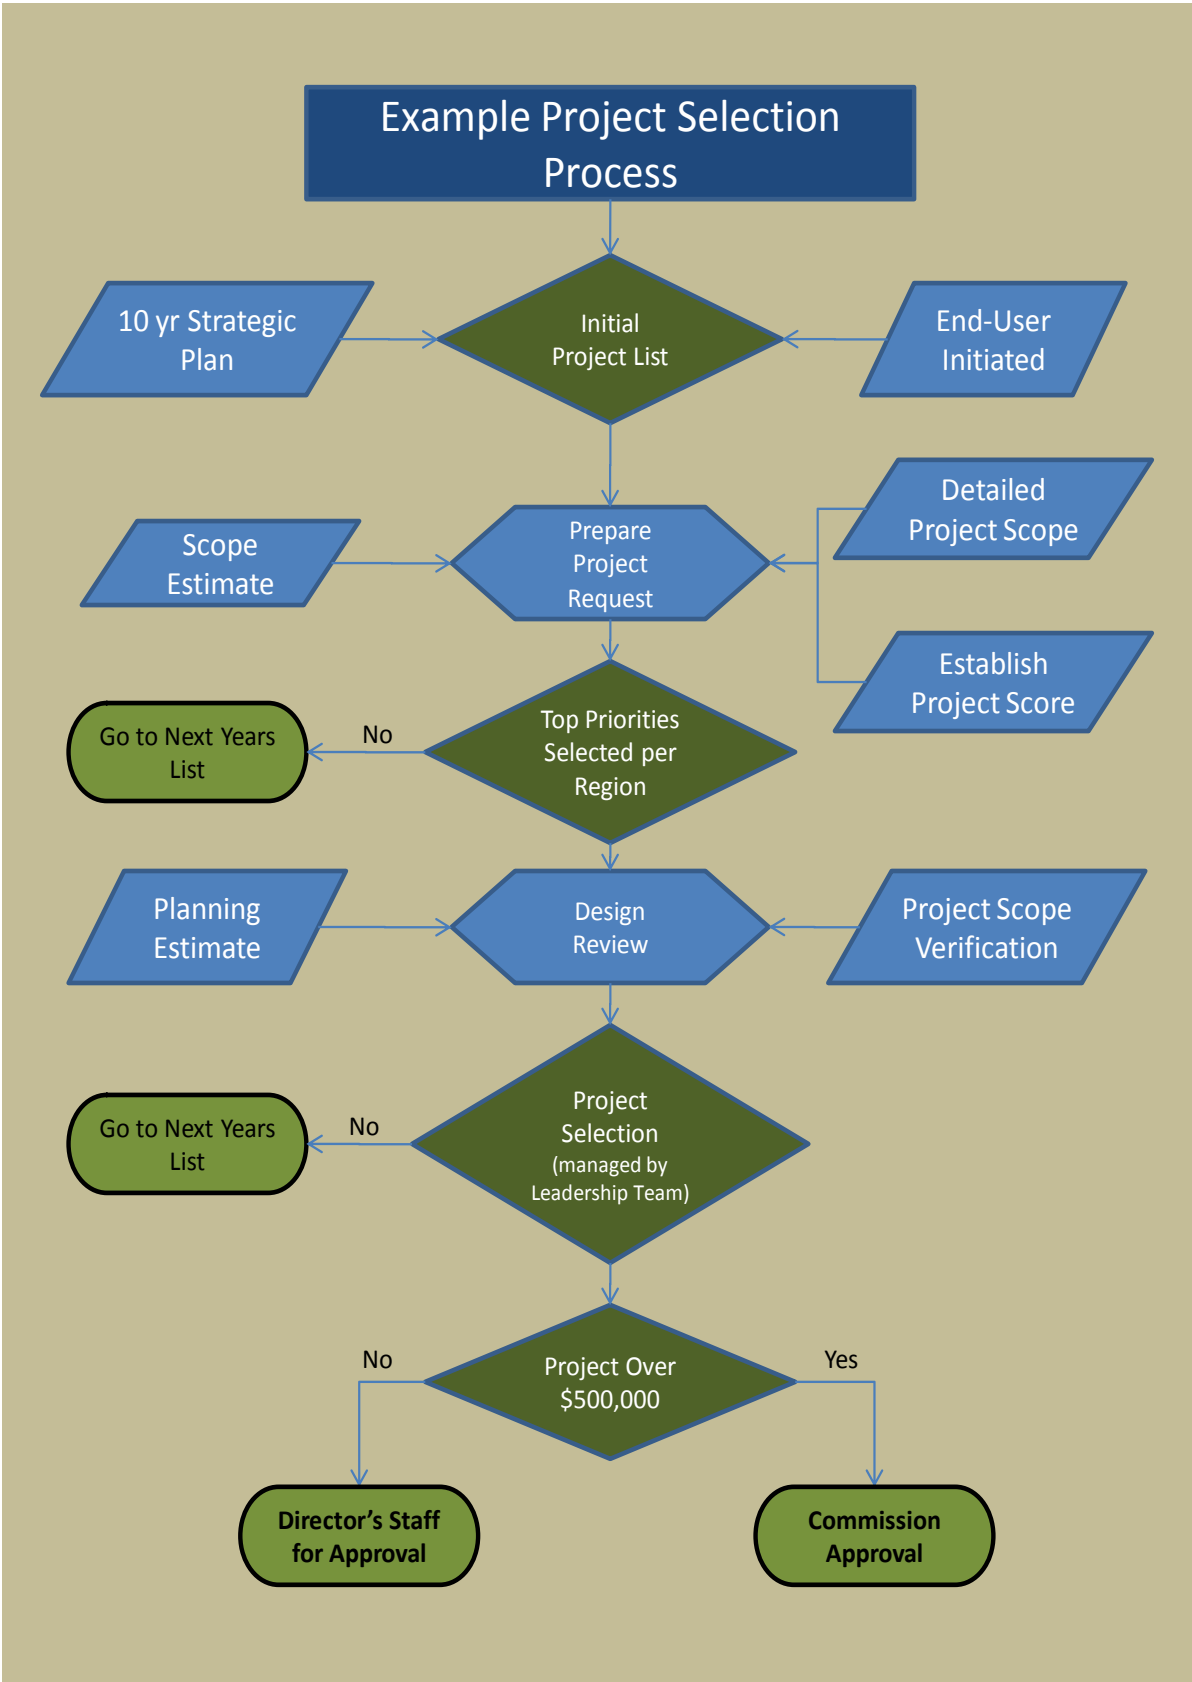 Example Project Selection
Process
10 yr Strategic
Plan
Initial
Project List
End-User
Initiated
Scope
Estimate
Prepare
Project
Request
Detailed
Project Scope
Establish
Project Score
Go to Next Years
List
No
Top Priorities
Selected per
Region
Planning
Estimate
Design
Review
Project Scope
Verification
Go to Next Years
List
No
Project
Selection
(managed by
Leadership Team)
No
Project Over
$500,000
Yes
Director’s Staff
for Approval
Commission
Approval